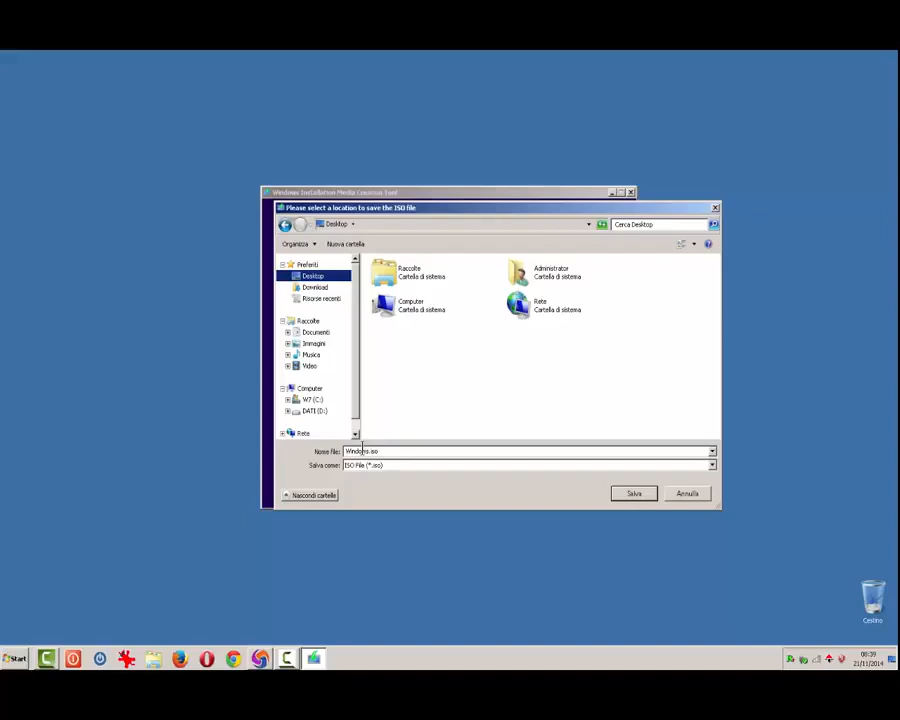 Windows Installation Media Creation Tool
Please select a location to save the ISO file
Desktop
Cerca Desktop
Organizza
Nuova cartella
Preferiti
Desktop
Download
Risorse recenti
Raccolte
Documenti
Immagini
Musica
Video
Computer
W7 (C:)
DATI (D:)
Rete
Raccolte
Cartella di sistema
Administrator
Cartella di sistema
Computer
Cartella di sistema
Rete
Cartella di sistema
Nome file: Windows.iso
Salva come: ISO File (*.iso)
Nascondi cartelle
Salva
Annulla
Cestino
Start
08:39
21/11/2014